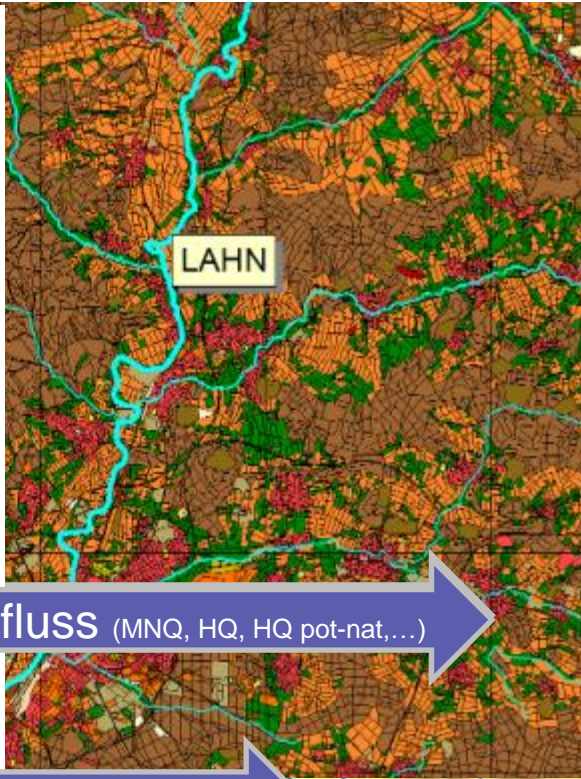 LAHN
fluss (MNQ, HQ, HQ pot-nat,…)